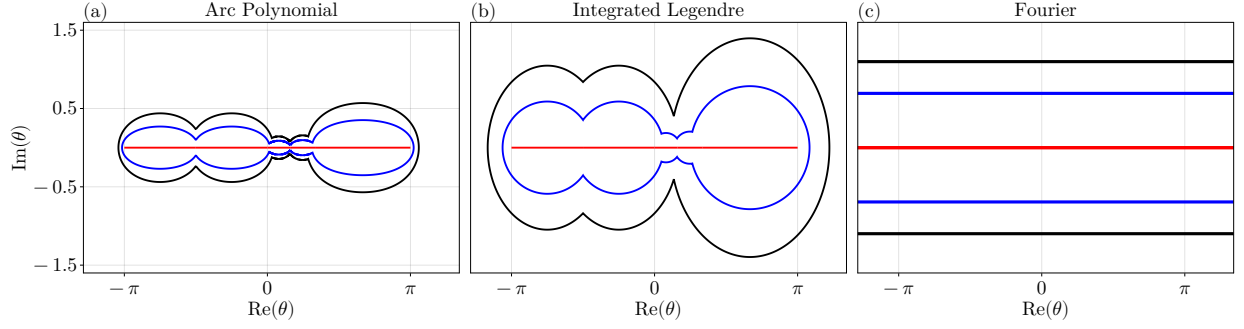 (a) Arc Polynomial
(b) Integrated Legendre
(c) Fourier
Im(θ)
1.5
0.5
−0.5
−1.5
−π 0 π
−π 0 π
−π 0 π
Re(θ)
Re(θ)
Re(θ)